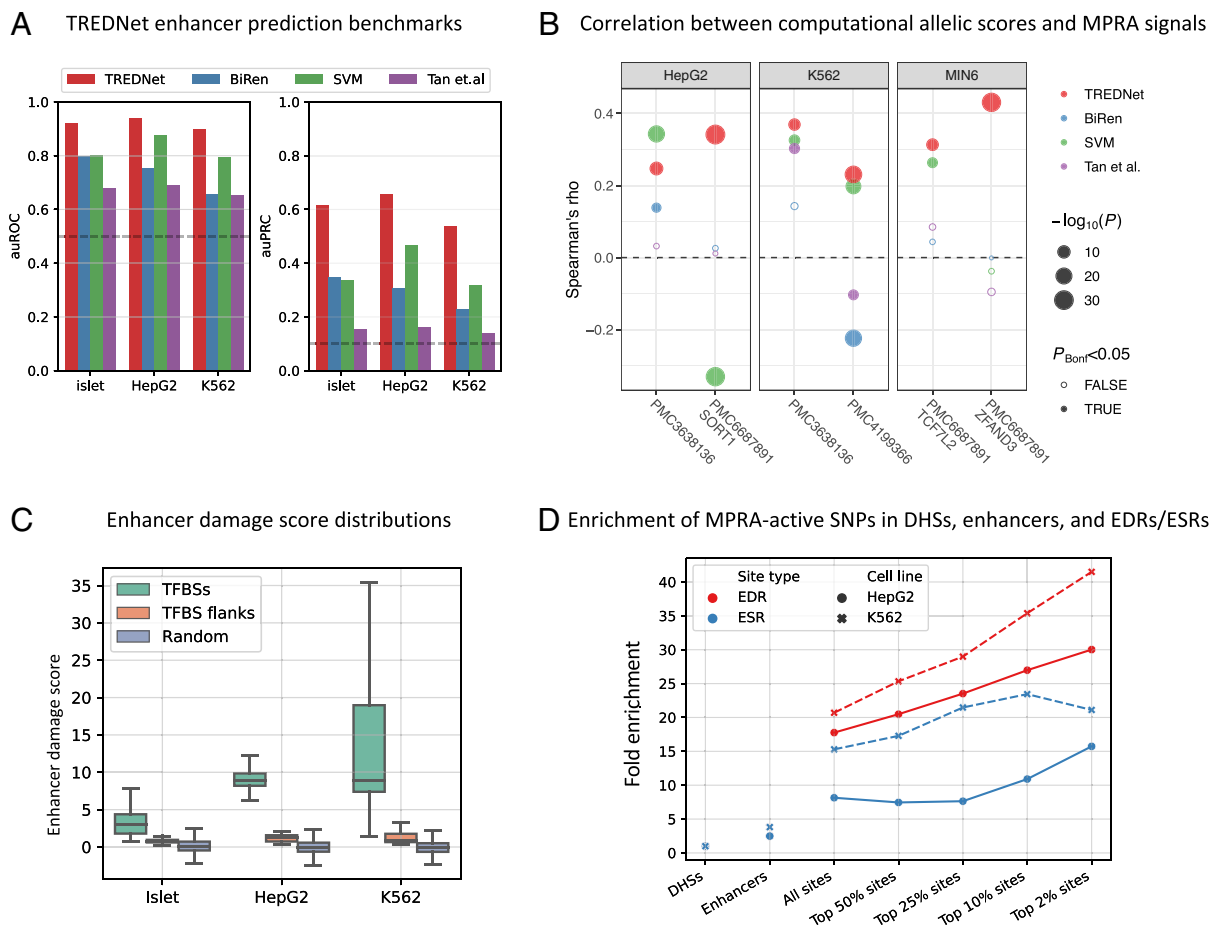 A
TREDNet enhancer prediction benchmarks
TREDNet
BiRen
SVM
Tan et.al
auROC
1.0
0.8
0.6
0.4
0.2
0.0
islet
HepG2
K562
auPRC
1.0
0.8
0.6
0.4
0.2
0.0
islet
HepG2
K562
B
Correlation between computational allelic scores and MPRA signals
HepG2
K562
MIN6
Spearman's rho
0.4
0.2
0.0
−0.2
PMC3638136
PMC6687891
SORT1
PMC3638136
PMC4199366
PMC6687891
TCF7L2
PMC6687891
ZFAND3
TREDNet
BiRen
SVM
Tan et al.
−log10(P)
10
20
30
PBonf<0.05
FALSE
TRUE
C
Enhancer damage score distributions
TFBSs
TFBS flanks
Random
Enhancer damage score
35
30
25
20
15
10
5
0
Islet
HepG2
K562
D
Enrichment of MPRA-active SNPs in DHSs, enhancers, and EDRs/ESRs
Site type
EDR
ESR
Cell line
HepG2
K562
Fold enrichment
40
35
30
25
20
15
10
5
0
DHSs
Enhancers
All sites
Top 50% sites
Top 25% sites
Top 10% sites
Top 2% sites